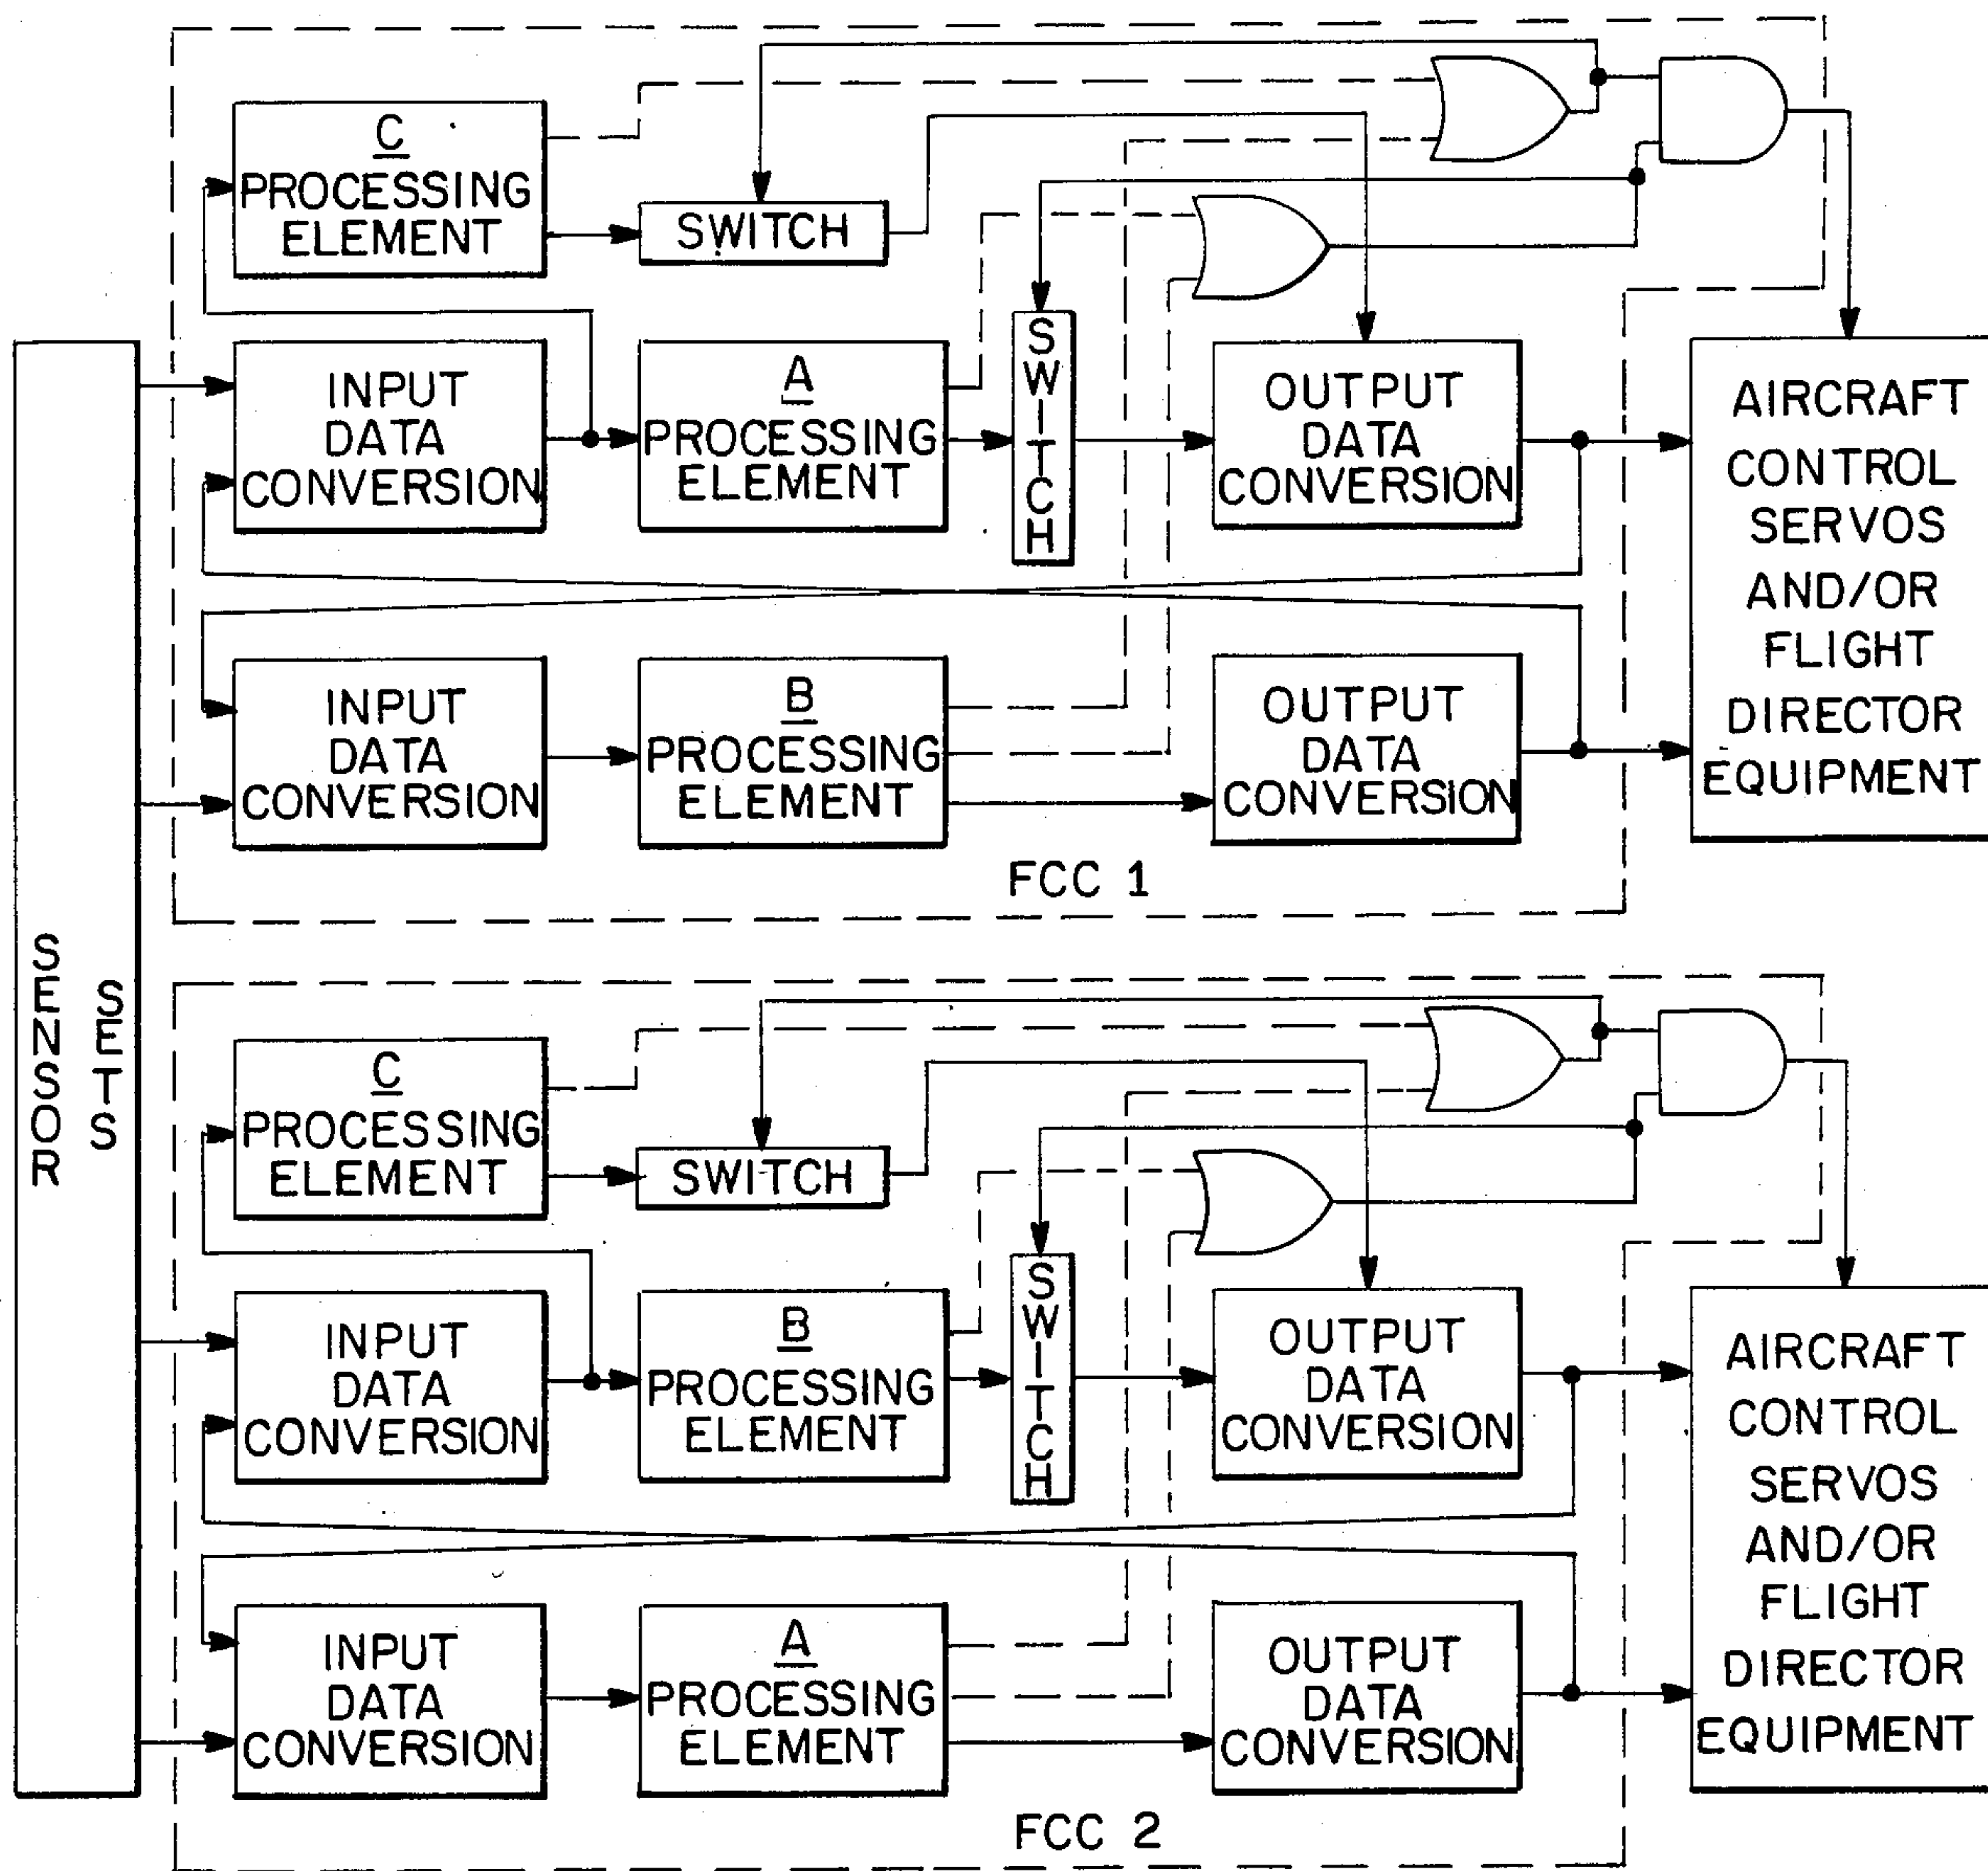 C
PROCESSING
ELEMENT
SWITCH
INPUT
DATA
CONVERSION
A
PROCESSING
ELEMENT
SWITCH
OUTPUT
DATA
CONVERSION
AIRCRAFT
CONTROL
SERVOS
AND/OR
FLIGHT
DIRECTOR
EQUIPMENT
INPUT
DATA
CONVERSION
B
PROCESSING
ELEMENT
OUTPUT
DATA
CONVERSION
FCC 1
SENSOR
SETS
C
PROCESSING
ELEMENT
SWITCH
INPUT
DATA
CONVERSION
B
PROCESSING
ELEMENT
SWITCH
OUTPUT
DATA
CONVERSION
AIRCRAFT
CONTROL
SERVOS
AND/OR
FLIGHT
DIRECTOR
EQUIPMENT
INPUT
DATA
CONVERSION
A
PROCESSING
ELEMENT
OUTPUT
DATA
CONVERSION
FCC 2